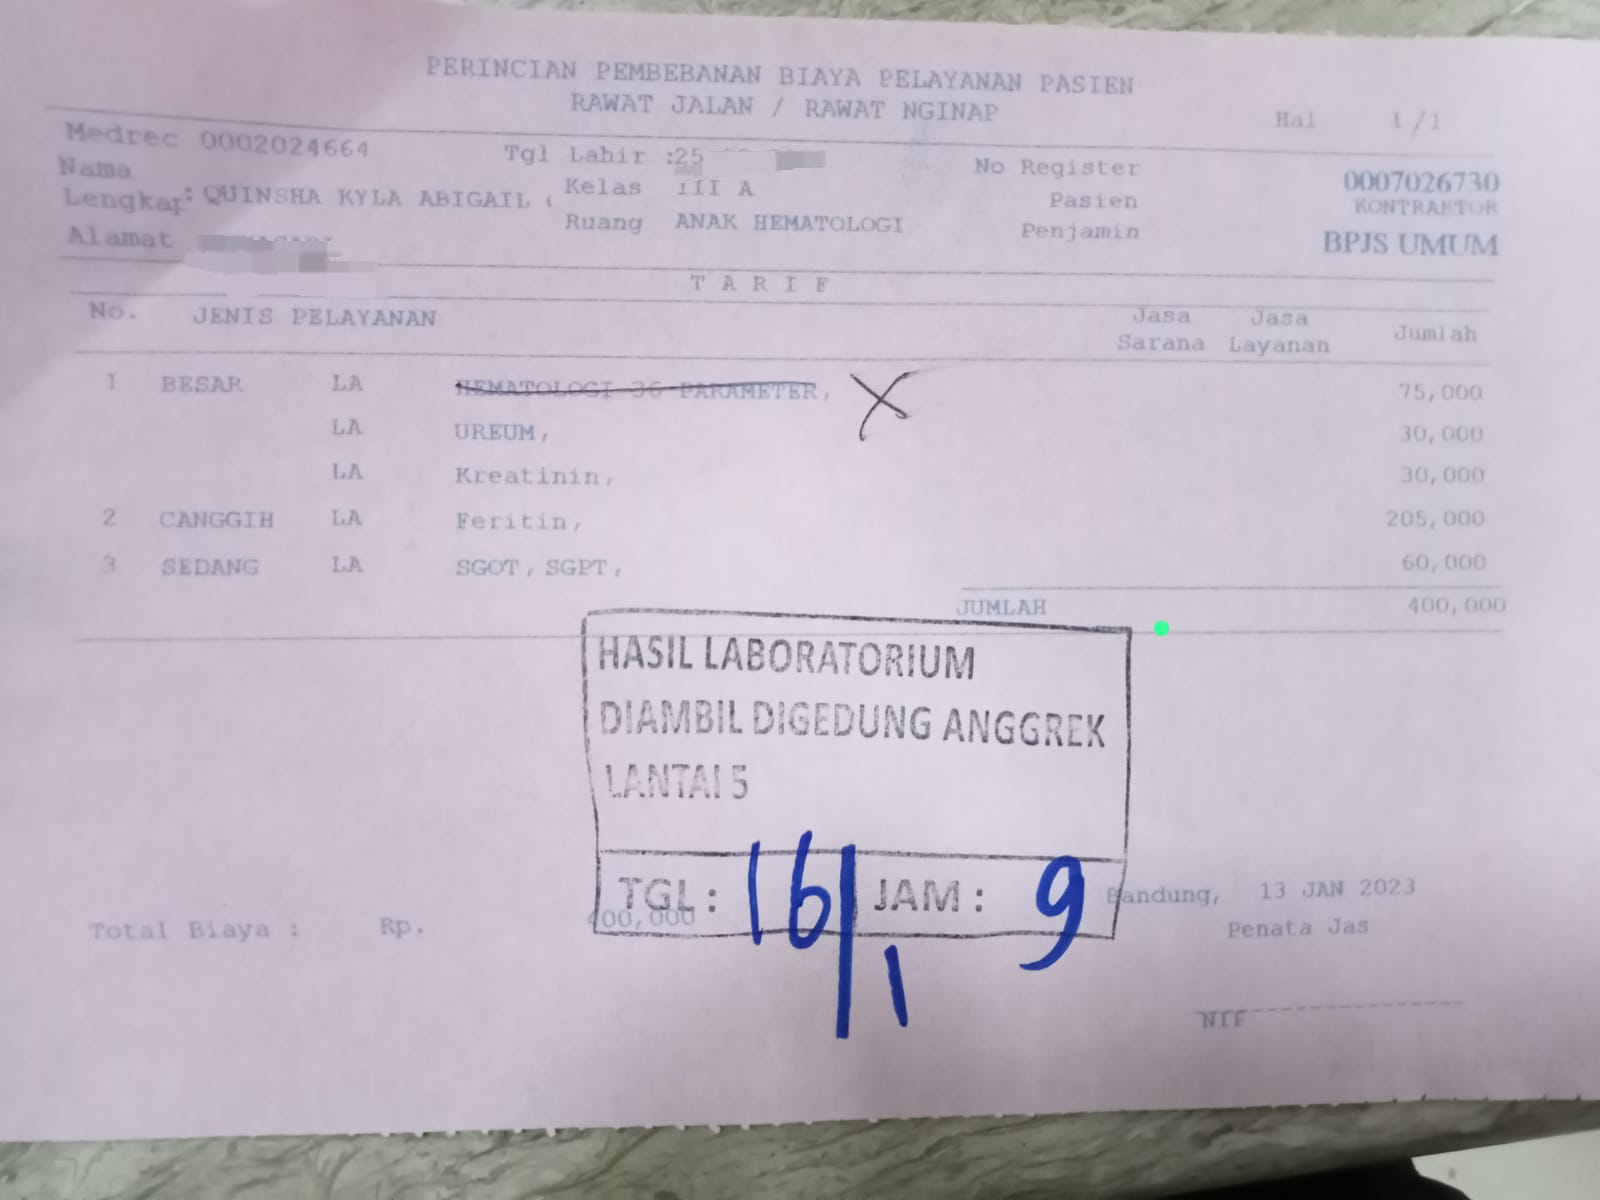 PERINCIAN PEMBEBANAN BIAYA PELAYANAN PASIEN
RAWAT JALAN / RAWAT NGINAP
Hal 1/1
Medrec 0002024664 Tgl Lahir :25 No Register 0007026730
Nama
Lengkap: QUINSHA KYLA ABIGAIL ( Kelas III A Pasien KONTRAKTOR
Alamat Ruang ANAK HEMATOLOGI Penjamin BPJS UMUM
T A R I F
No. JENIS PELAYANAN Jasa Sarana Jasa Layanan Jumlah
1 BESAR LA HEMATOLOGI 36 PARAMETER, X 75,000
LA UREUM, 30,000
LA Kreatinin, 30,000
2 CANGGIH LA Feritin, 205,000
3 SEDANG LA SGOT, SGPT, 60,000
JUMLAH 400,000
HASIL LABORATORIUM
DIAMBIL DIGEDUNG ANGGREK
LANTAI 5
TGL : 16/1 JAM : 9
Bandung, 13 JAN 2023
Total Biaya : Rp. 400,000
Penata Jas